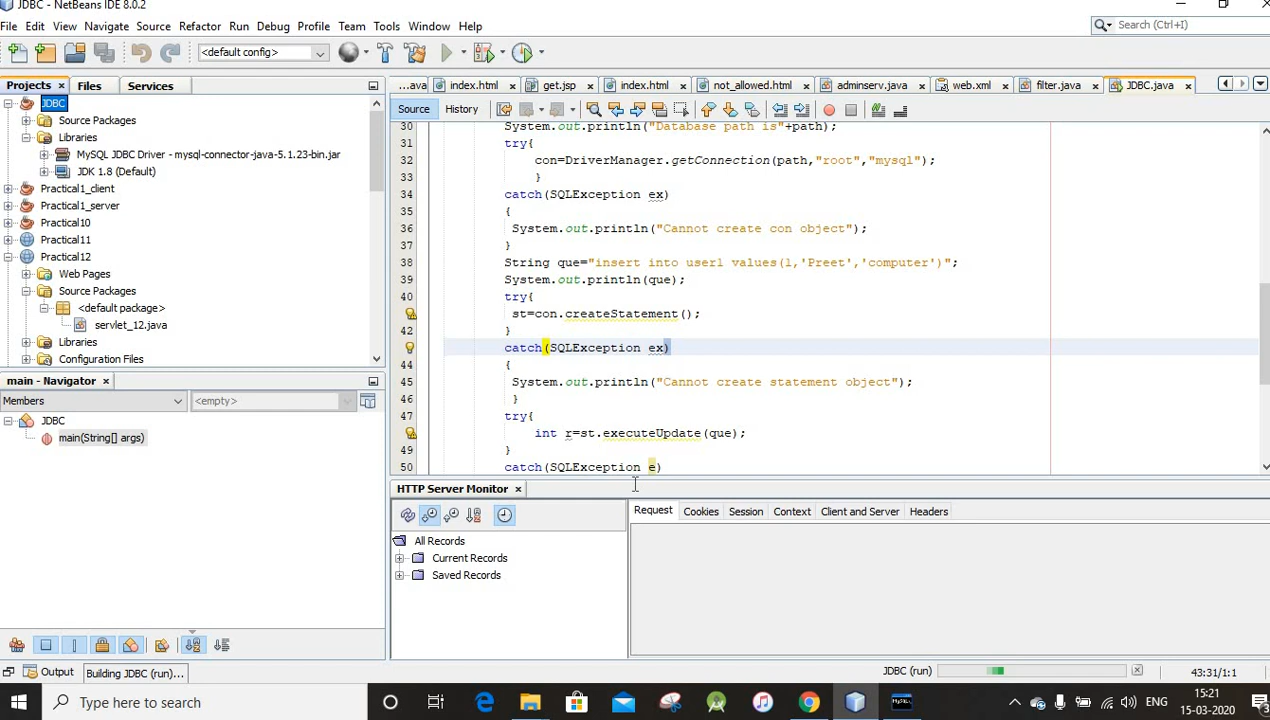 JDBC - NetBeans IDE 8.0.2
File Edit View Navigate Source Refactor Run Debug Profile Team Tools Window Help
Search (Ctrl+I)
<default config>
Projects x Files Services
...ava index.html x get.jsp x index.html x not_allowed.html x adminserv.java x web.xml x filter.java x JDBC.java x
JDBC
Source Packages
Libraries
MySQL JDBC Driver - mysql-connector-java-5.1.23-bin.jar
JDK 1.8 (Default)
Practical1_client
Practical1_server
Practical10
Practical11
Practical12
Web Pages
Source Packages
<default package>
servlet_12.java
Libraries
Configuration Files
Source History
30 System.out.println("Database path is"+path);
31 try{
32 con=DriverManager.getConnection(path,"root","mysql");
33 }
34 catch(SQLException ex)
35 {
36 System.out.println("Cannot create con object");
37 }
38 String que="insert into user1 values(1,'Preet','computer')";
39 System.out.println(que);
40 try{
st=con.createStatement();
42 }
catch(SQLException ex)
44 {
45 System.out.println("Cannot create statement object");
46 }
47 try{
int r=st.executeUpdate(que);
49 }
50 catch(SQLException e)
main - Navigator x
Members <empty>
JDBC
main(String[] args)
HTTP Server Monitor x
All Records
Current Records
Saved Records
Request Cookies Session Context Client and Server Headers
Output Building JDBC (run)... JDBC (run) 43:31/1:1
Type here to search
MySQL
ENG
15:21
15-03-2020
3